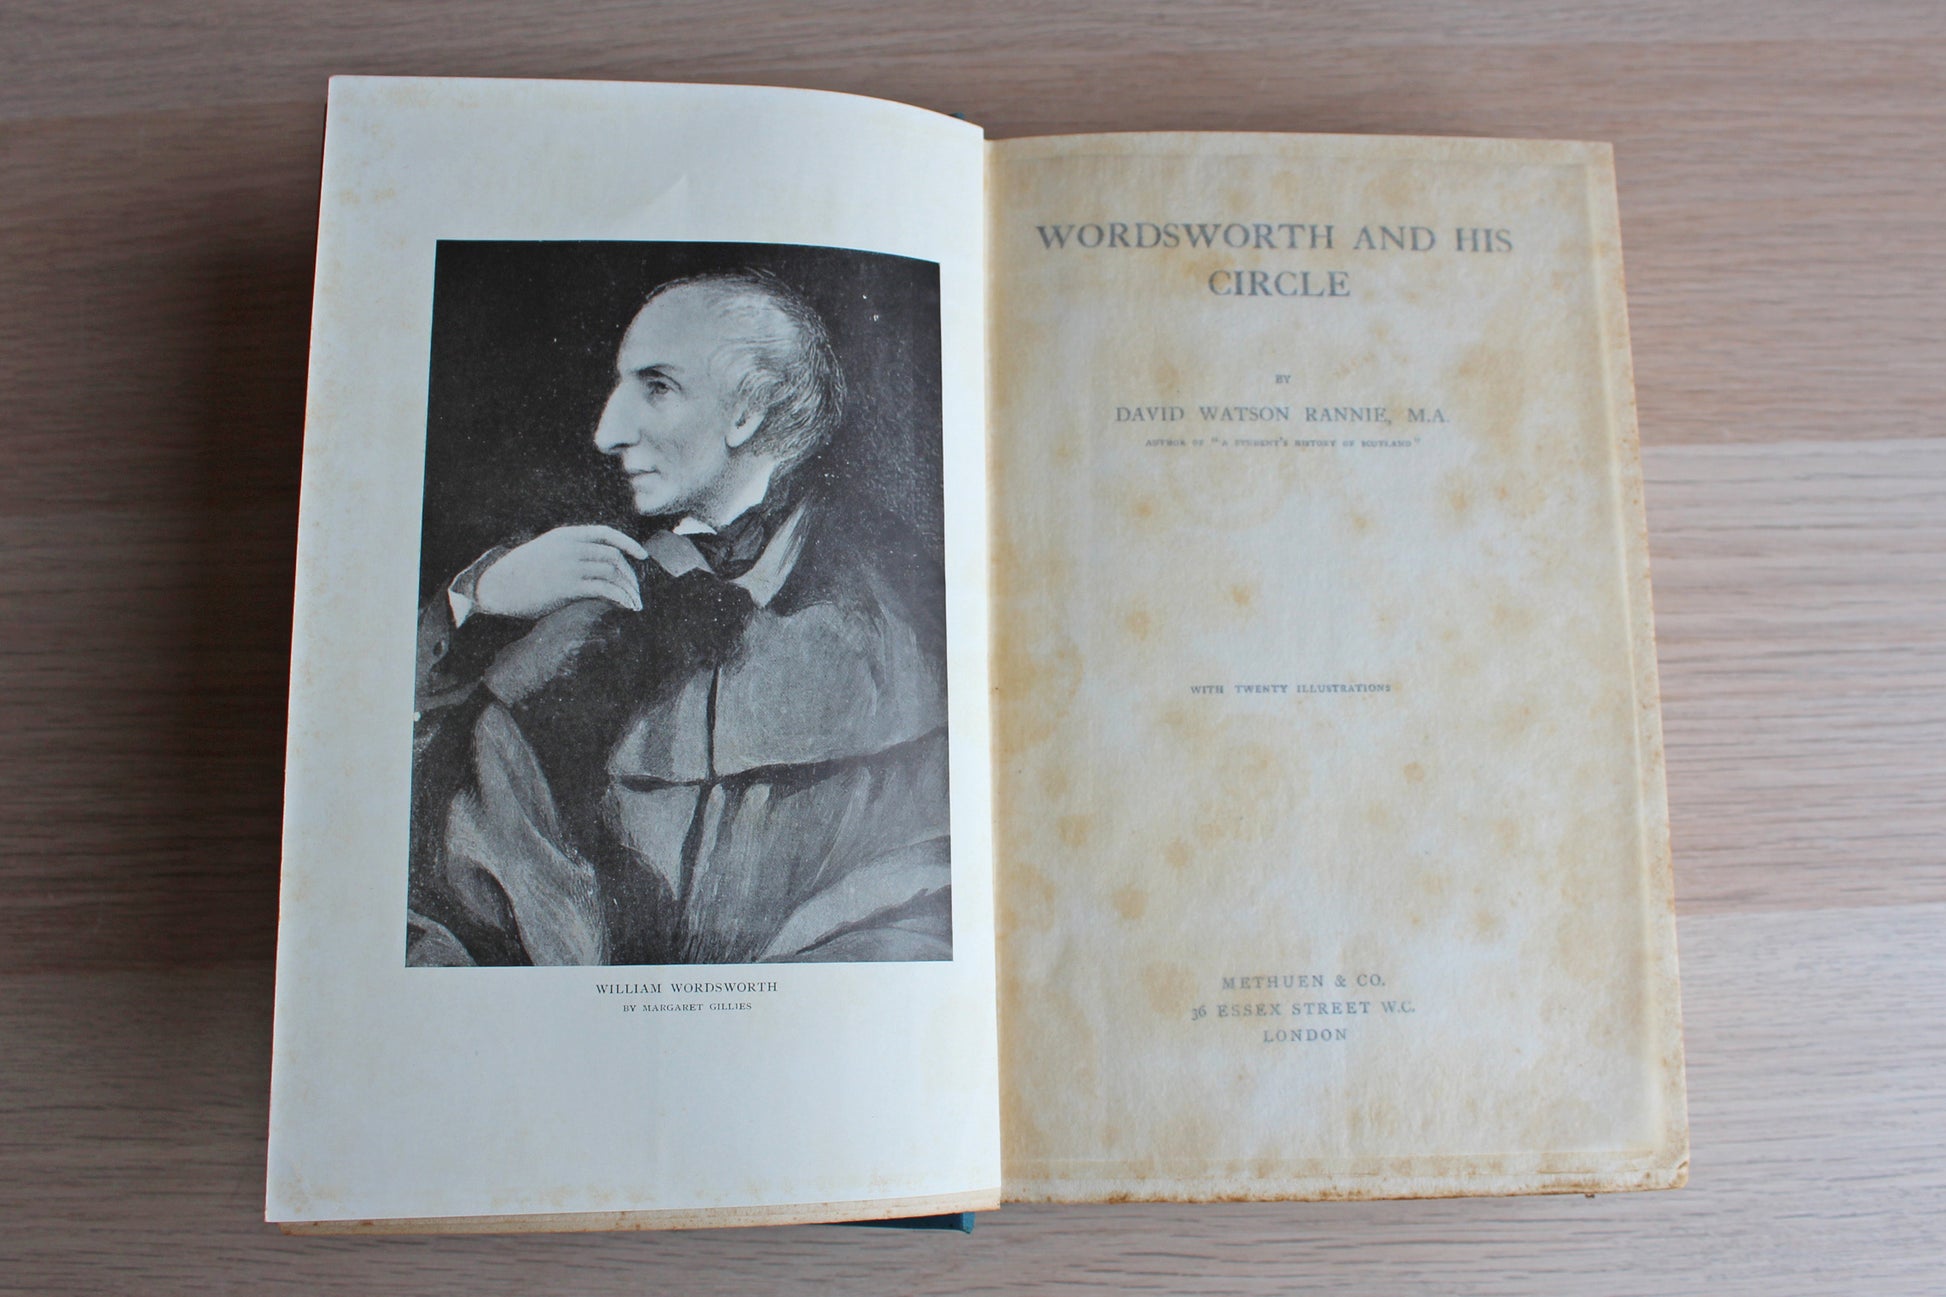 WILLIAM WORDSWORTH
BY MARGARET GILLIES
WORDSWORTH AND HIS
CIRCLE
BY
DAVID WATSON RANNIE, M.A.
AUTHOR OF "A STUDENT'S HISTORY OF SCOTLAND"
WITH TWENTY ILLUSTRATIONS
METHUEN & CO.
36 ESSEX STREET W.C.
LONDON